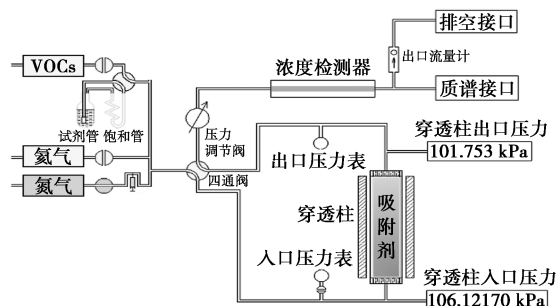 排空接口
VOCs
浓度检测器
出口流量计
质谱接口
试剂管 饱和管
压力
调节阀
穿透柱出口压力
101.753 kPa
氦气
出口压力表
氮气
四通阀
穿透柱
吸附剂
入口压力表
穿透柱入口压力
106.12170 kPa